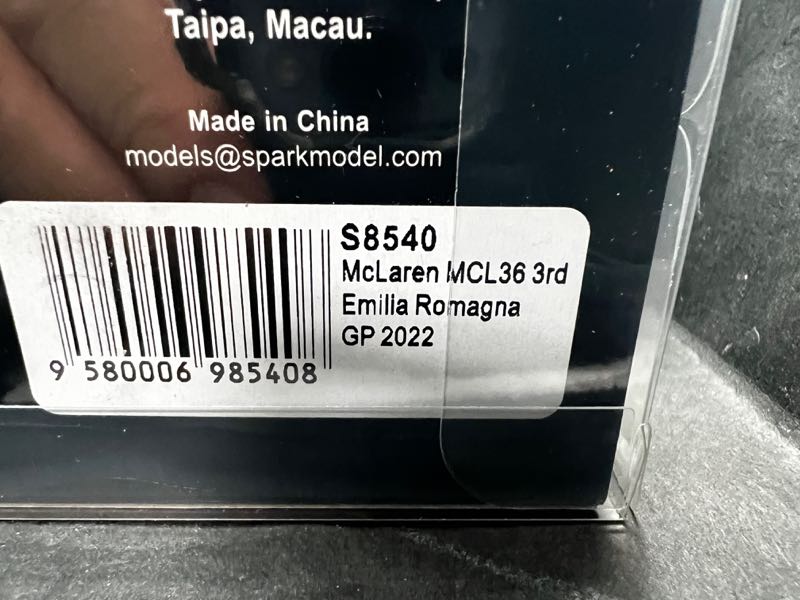 Taipa, Macau.
Made in China
models@sparkmodel.com
S8540
McLaren MCL36 3rd
Emilia Romagna
GP 2022
9 580006 985408